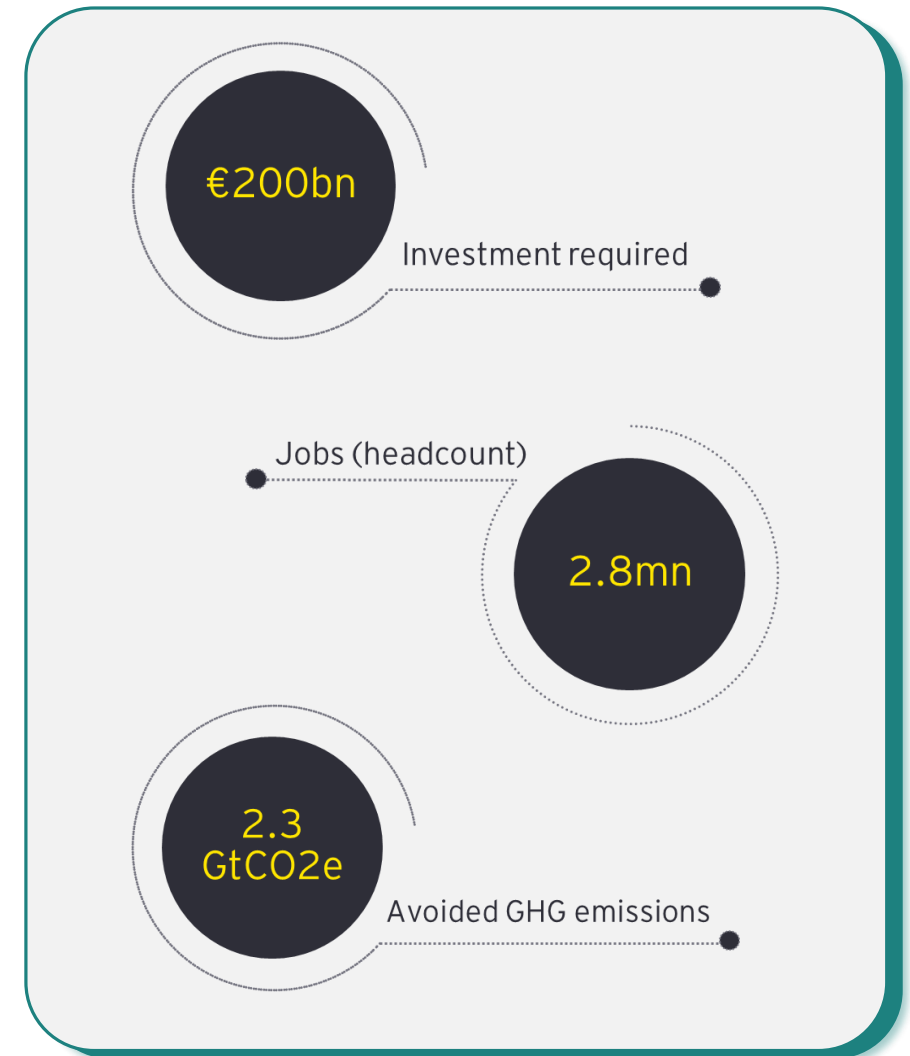 €200bn
Investment required
Jobs (headcount)
2.8mn
2.3
GtCO2e
Avoided GHG emissions